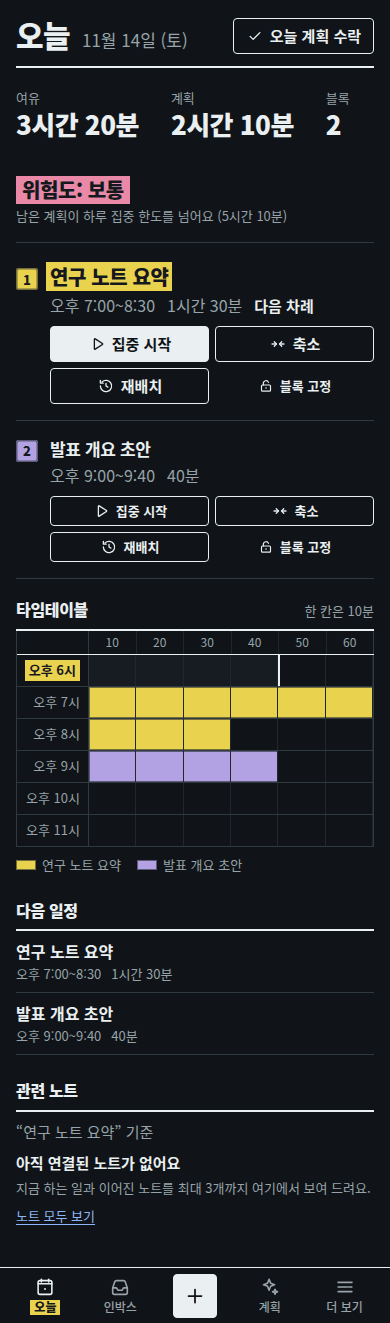 오늘 11월 14일 (토) 오늘 계획 수락
여유 계획 블록
3시간 20분 2시간 10분 2
위험도: 보통
남은 계획이 하루 집중 한도를 넘어요 (5시간 10분)
1 연구 노트 요약
오후 7:00~8:30 1시간 30분 다음 차례
집중 시작 축소
재배치 블록 고정
2 발표 개요 초안
오후 9:00~9:40 40분
집중 시작 축소
재배치 블록 고정
타임테이블 한 칸은 10분
10 20 30 40 50 60
오후 6시
오후 7시
오후 8시
오후 9시
오후 10시
오후 11시
연구 노트 요약 발표 개요 초안
다음 일정
연구 노트 요약
오후 7:00~8:30 1시간 30분
발표 개요 초안
오후 9:00~9:40 40분
관련 노트
“연구 노트 요약” 기준
아직 연결된 노트가 없어요
지금 하는 일과 이어진 노트를 최대 3개까지 여기에서 보여 드려요.
노트 모두 보기
오늘 인박스 계획 더 보기